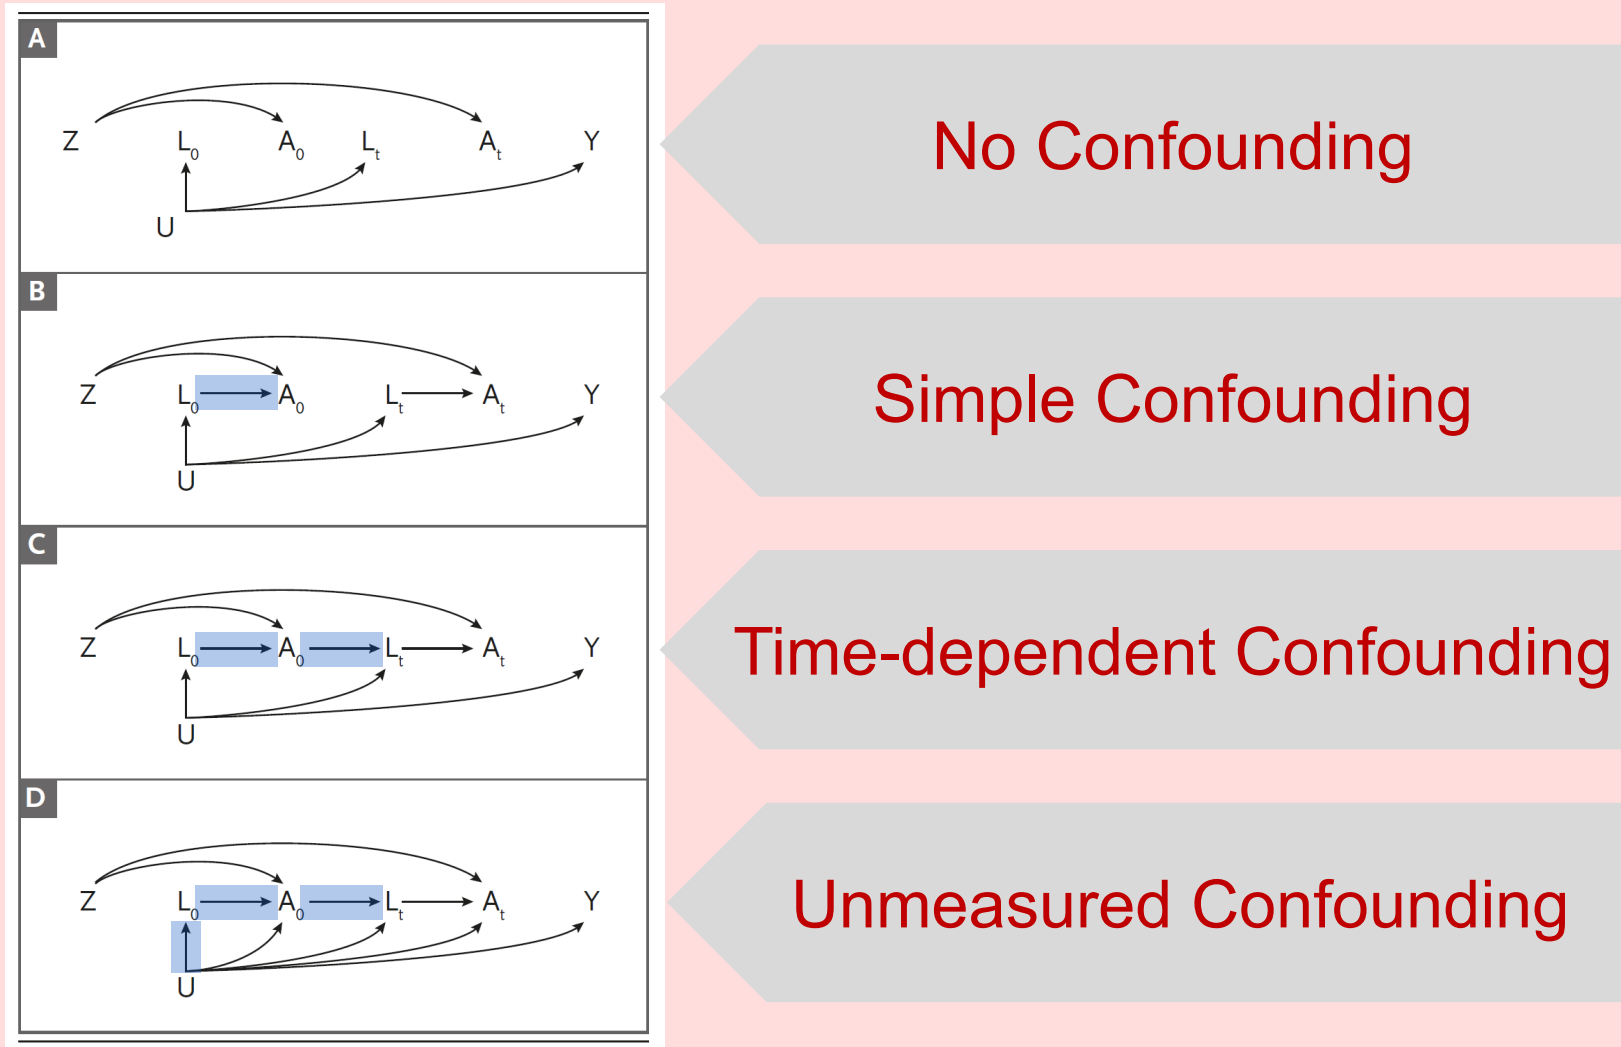 A
Z L₀ A₀ Lₜ Aₜ Y
U
No Confounding
B
Z L₀ A₀ Lₜ Aₜ Y
U
Simple Confounding
C
Z L₀ A₀ Lₜ Aₜ Y
U
Time-dependent Confounding
D
Z L₀ A₀ Lₜ Aₜ Y
U
Unmeasured Confounding